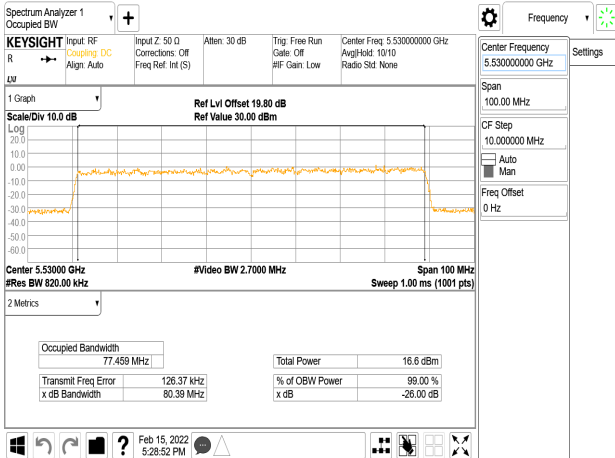 Spectrum Analyzer 1
Occupied BW
Frequency
KEYSIGHT
Input: RF
Coupling: DC
Align: Auto
Input Z: 50 Ω
Corrections: Off
Freq Ref: Int (S)
Atten: 30 dB
Trig: Free Run
Gate: Off
#IF Gain: Low
Center Freq: 5.530000000 GHz
Avg|Hold: 10/10
Radio Std: None
R
LXI
Center Frequency
5.530000000 GHz
Settings
Span
100.00 MHz
CF Step
10.000000 MHz
Auto
Man
Freq Offset
0 Hz
1 Graph
Ref Lvl Offset 19.80 dB
Scale/Div 10.0 dB
Ref Value 30.00 dBm
Log
20.0
10.0
0.00
-10.0
-20.0
-30.0
-40.0
-50.0
-60.0
Center 5.53000 GHz
#Video BW 2.7000 MHz
Span 100 MHz
#Res BW 820.00 kHz
Sweep 1.00 ms (1001 pts)
2 Metrics
Occupied Bandwidth
77.459 MHz
Total Power 16.6 dBm
Transmit Freq Error 126.37 kHz
% of OBW Power 99.00 %
x dB Bandwidth 80.39 MHz
x dB -26.00 dB
?
Feb 15, 2022
5:28:52 PM